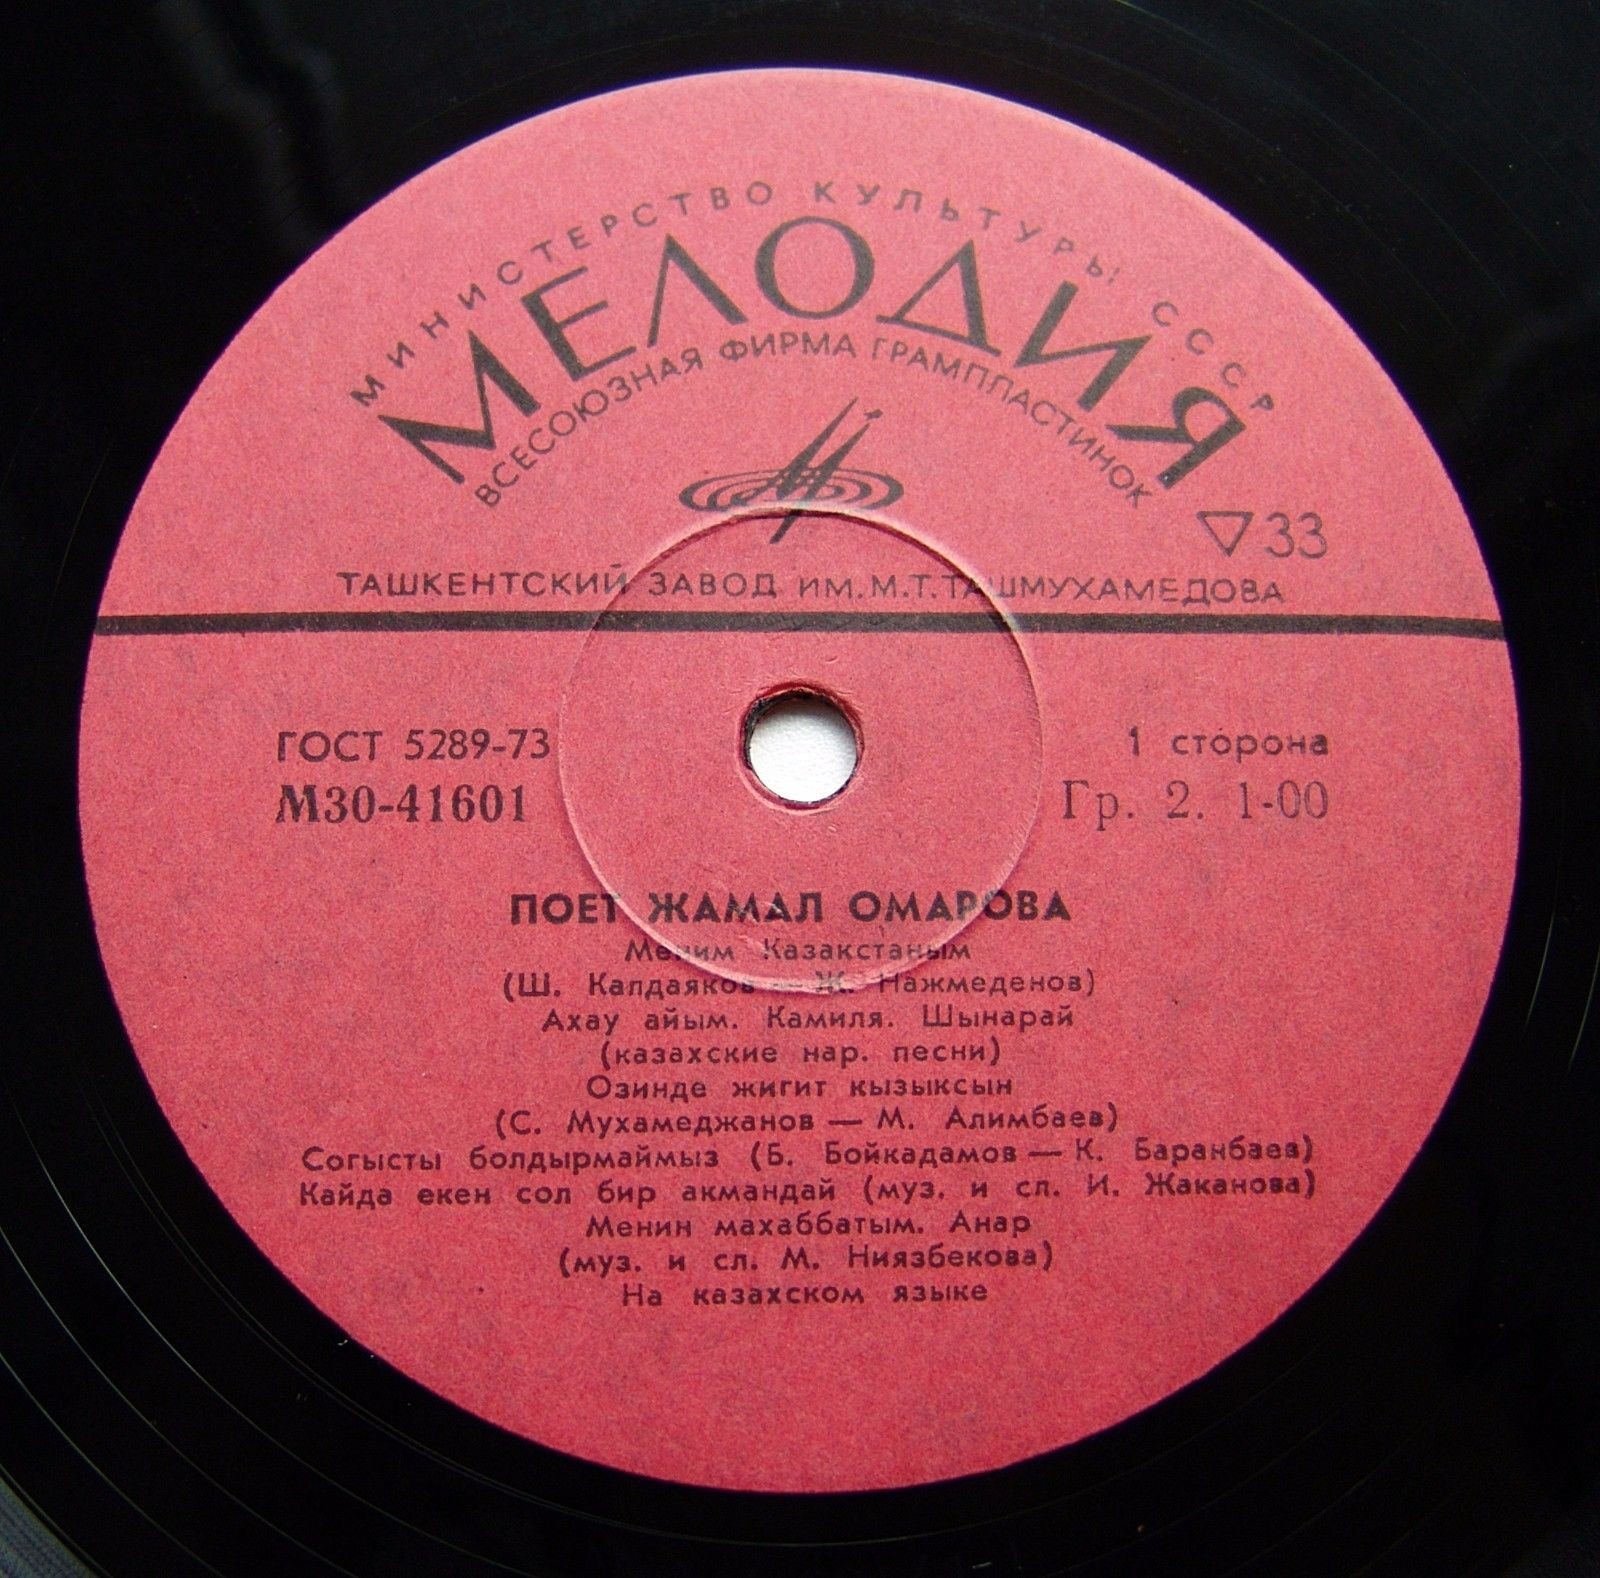 МИНИСТЕРСТВО КУЛЬТУРЫ СССР
МЕЛОДИЯ
ВСЕСОЮЗНАЯ ФИРМА ГРАМПЛАСТИНОК
▽33
ТАШКЕНТСКИЙ ЗАВОД ИМ. М.Т. ТАШМУХАМЕДОВА
ГОСТ 5289-73
1 сторона
М30-41601
Гр. 2. 1-00
ПОЕТ ЖАМАЛ ОМАРОВА
Меним Казакстаным
(Ш. Калдаяков — Ж. Нажмеденов)
Ахау айым. Камиля. Шынарай
(казахские нар. песни)
Озинде жигит кызыксын
(С. Мухамеджанов — М. Алимбаев)
Согысты болдырмаймыз (Б. Бойкадамов — К. Баранбаев)
Кайда екен сол бир акмандай (муз. и сл. И. Жаканова)
Менин махаббатым. Анар
(муз. и сл. М. Ниязбекова)
На казахском языке